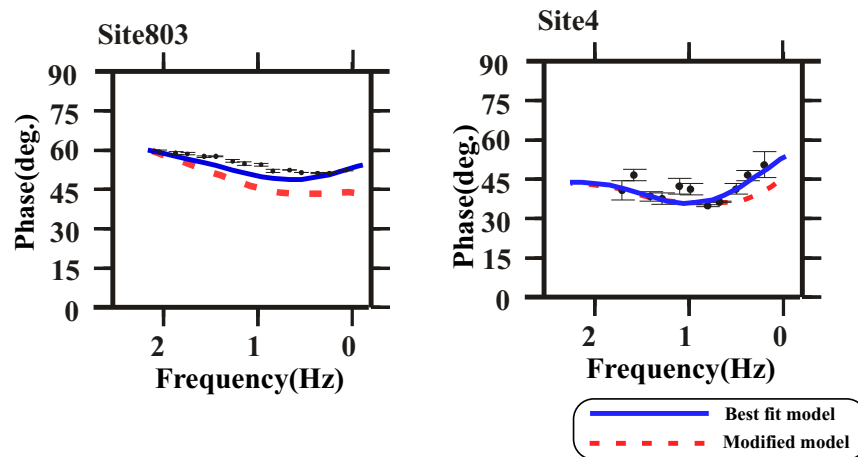 Site803
90
75
60
45
30
15
0
Phase(deg.)
2 1 0
Frequency(Hz)
Site4
90
75
60
45
30
15
0
Phase(deg.)
2 1 0
Frequency(Hz)
Best fit model
Modified model